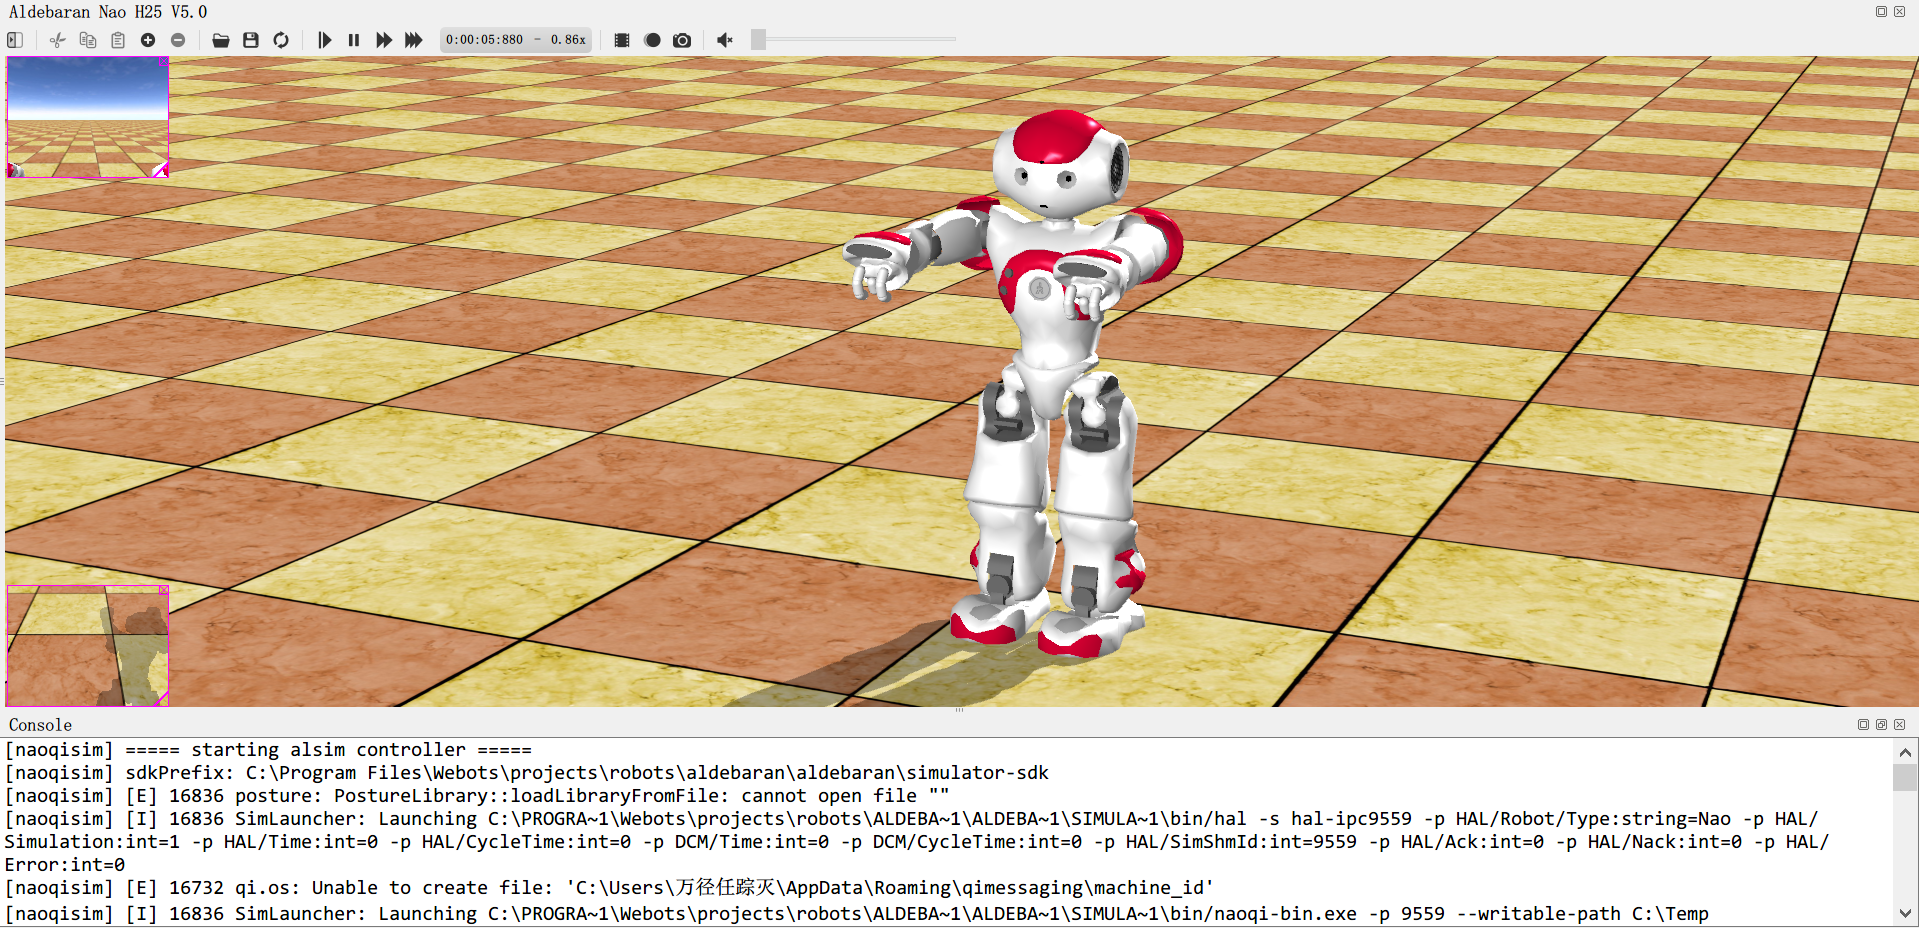 Aldebaran Nao H25 V5.0
0:00:05:880 - 0.86x
Console
[naoqisim] ===== starting alsim controller =====
[naoqisim] sdkPrefix: C:\Program Files\Webots\projects\robots\aldebaran\aldebaran\simulator-sdk
[naoqisim] [E] 16836 posture: PostureLibrary::loadLibraryFromFile: cannot open file ""
[naoqisim] [I] 16836 SimLauncher: Launching C:\PROGRA~1\Webots\projects\robots\ALDEBA~1\ALDEBA~1\SIMULA~1\bin/hal -s hal-ipc9559 -p HAL/Robot/Type:string=Nao -p HAL/
Simulation:int=1 -p HAL/Time:int=0 -p HAL/CycleTime:int=0 -p DCM/Time:int=0 -p DCM/CycleTime:int=0 -p HAL/SimShmId:int=9559 -p HAL/Ack:int=0 -p HAL/Nack:int=0 -p HAL/
Error:int=0
[naoqisim] [E] 16732 qi.os: Unable to create file: 'C:\Users\万径任踪灭\AppData\Roaming\qimessaging\machine_id'
[naoqisim] [I] 16836 SimLauncher: Launching C:\PROGRA~1\Webots\projects\robots\ALDEBA~1\ALDEBA~1\SIMULA~1\bin/naoqi-bin.exe -p 9559 --writable-path C:\Temp